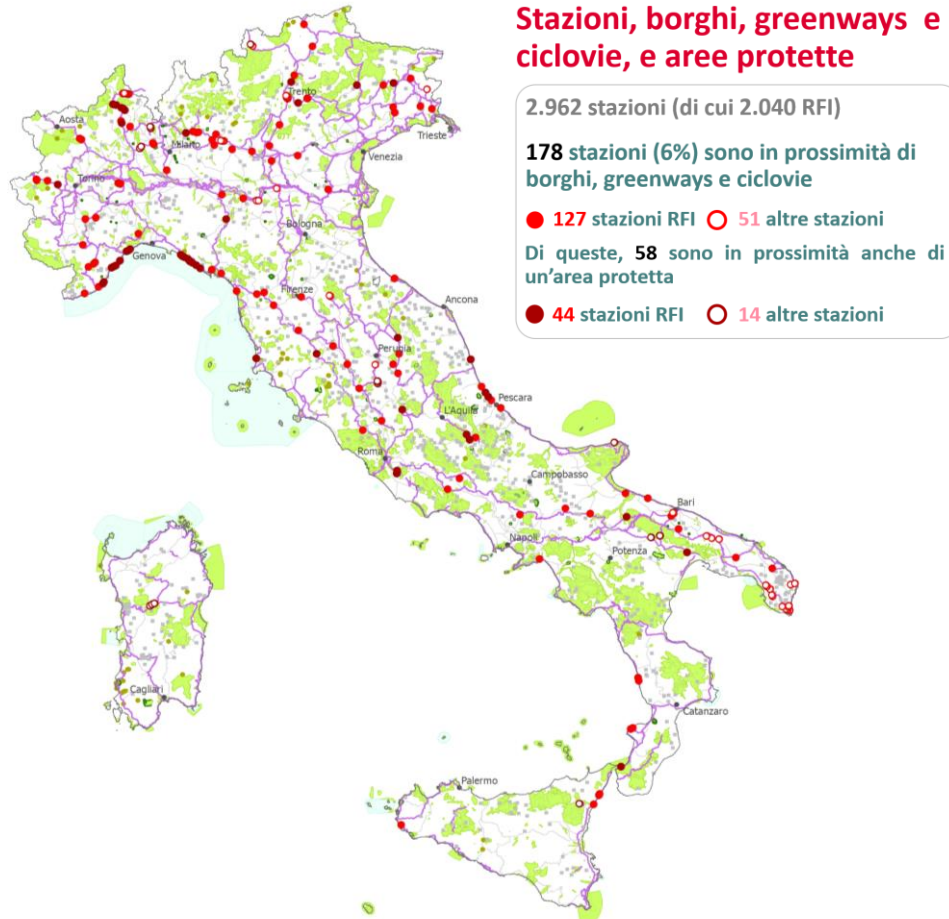 Stazioni, borghi, greenways e
ciclovie, e aree protette
2.962 stazioni (di cui 2.040 RFI)
178 stazioni (6%) sono in prossimità di
borghi, greenways e ciclovie
127 stazioni RFI 51 altre stazioni
Di queste, 58 sono in prossimità anche di
un'area protetta
44 stazioni RFI 14 altre stazioni
Aosta
Trento
Milano
Trieste
Venezia
Torino
Bologna
Genova
Firenze
Ancona
Perugia
L'Aquila
Pescara
Roma
Campobasso
Bari
Napoli
Potenza
Cagliari
Catanzaro
Palermo